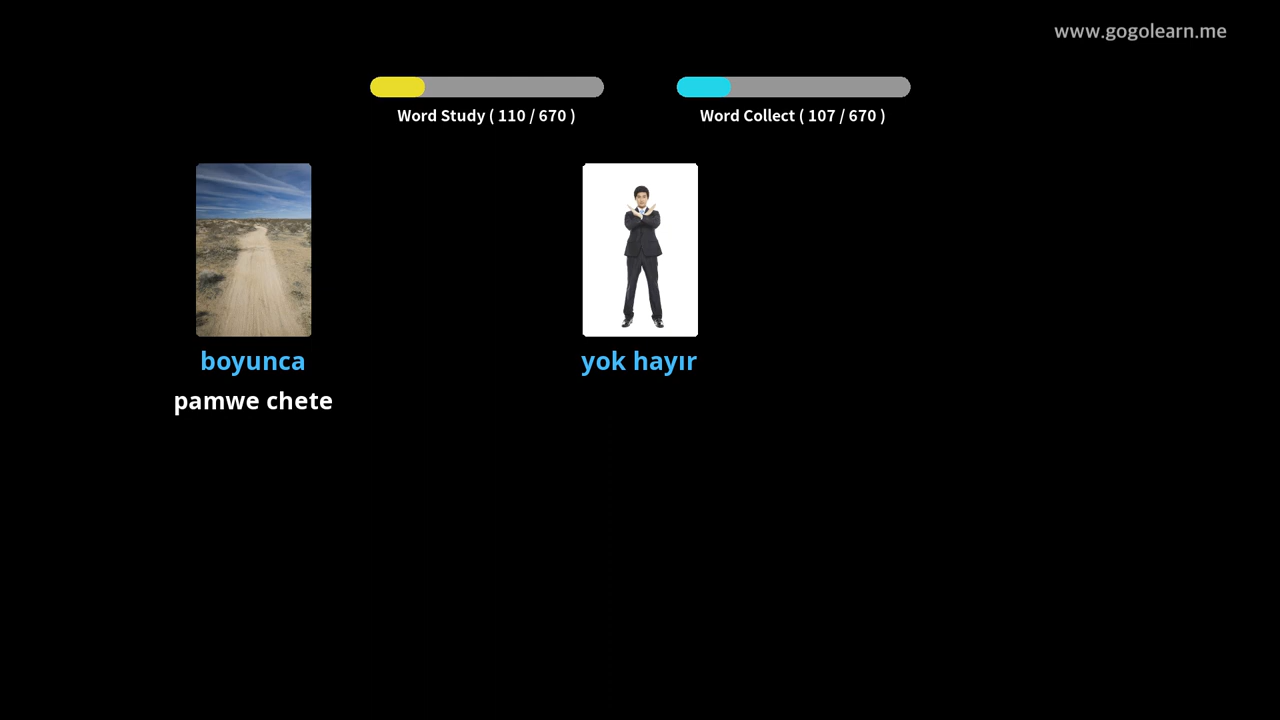 www.gogolearn.me
Word Study ( 110 / 670 )
Word Collect ( 107 / 670 )
boyunca
pamwe chete
yok hayır